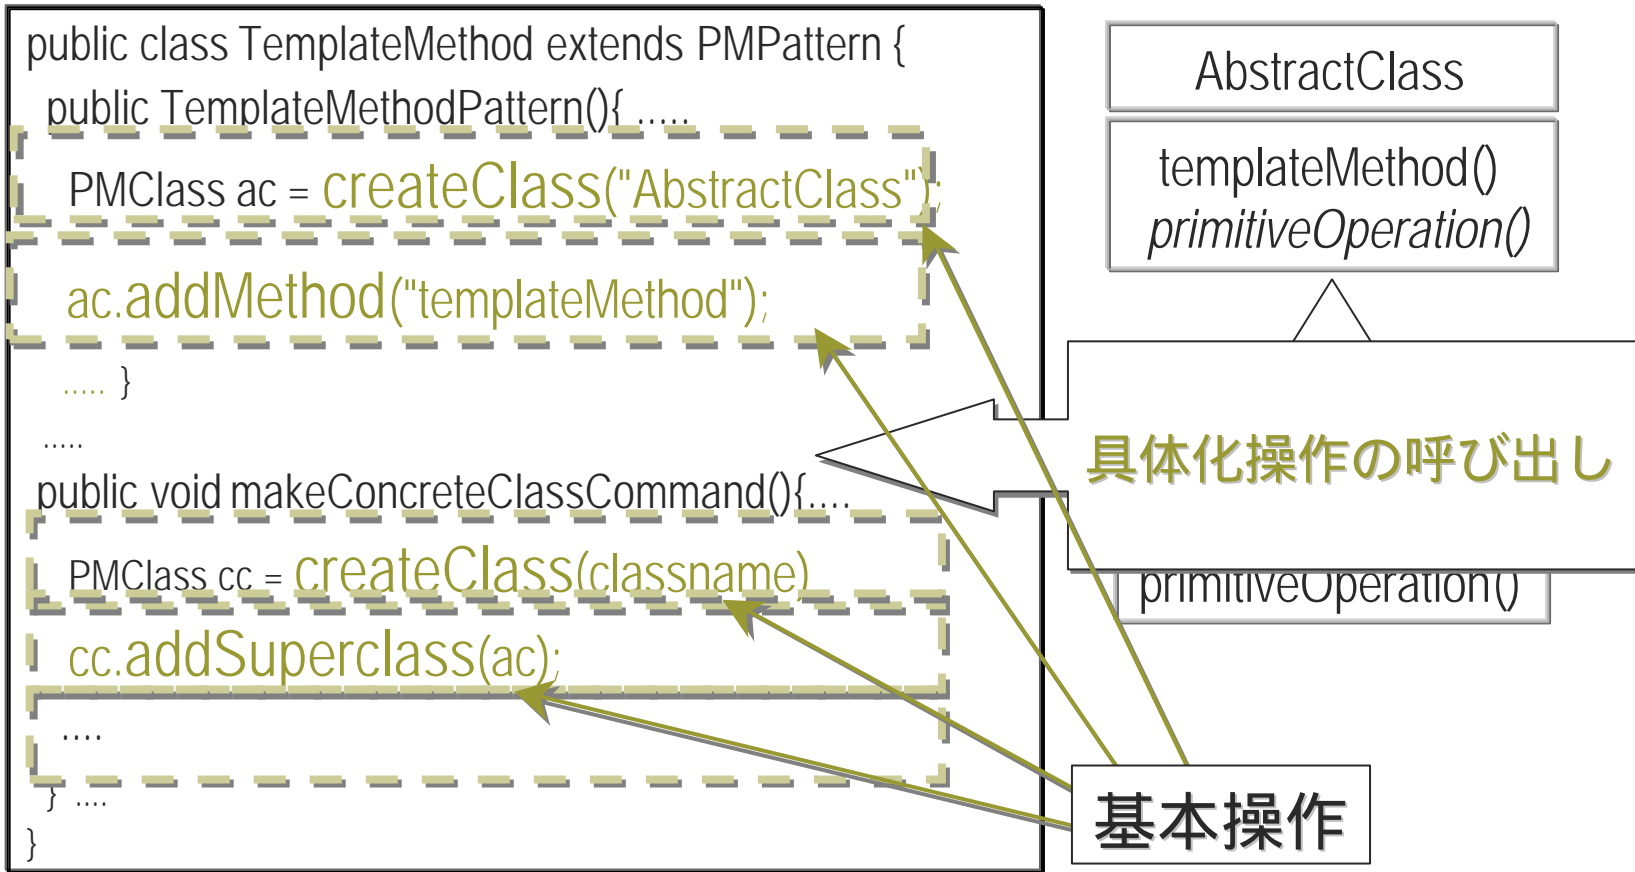 public class TemplateMethod extends PMPattern {
public TemplateMethodPattern(){ .....
PMClass ac = createClass("AbstractClass");
ac.addMethod("templateMethod");
..... }
.....
public void makeConcreteClassCommand(){....
PMClass cc = createClass(classname)
cc.addSuperclass(ac);
....
} ....
}
AbstractClass
templateMethod()
primitiveOperation()
具体化操作の呼び出し
primitiveOperation()
基本操作